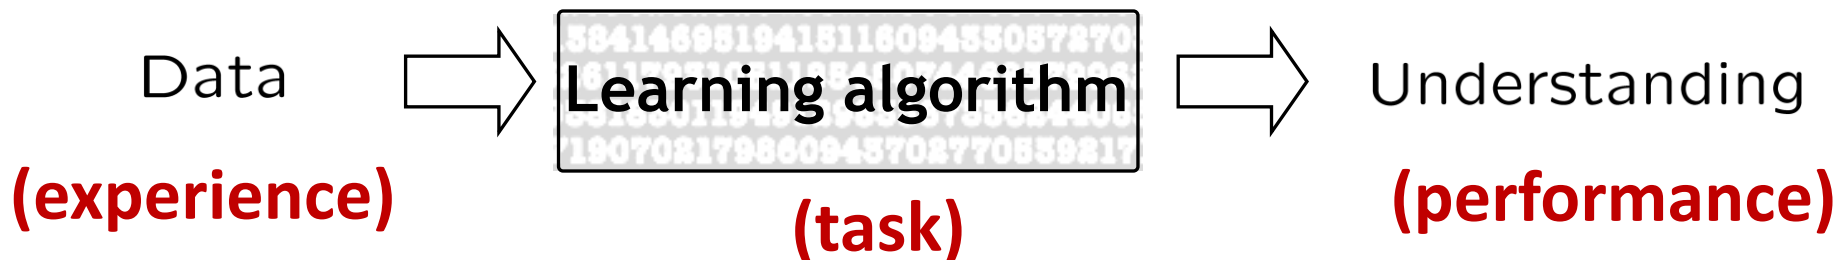 Data
Learning algorithm
Understanding
(experience)
(task)
(performance)